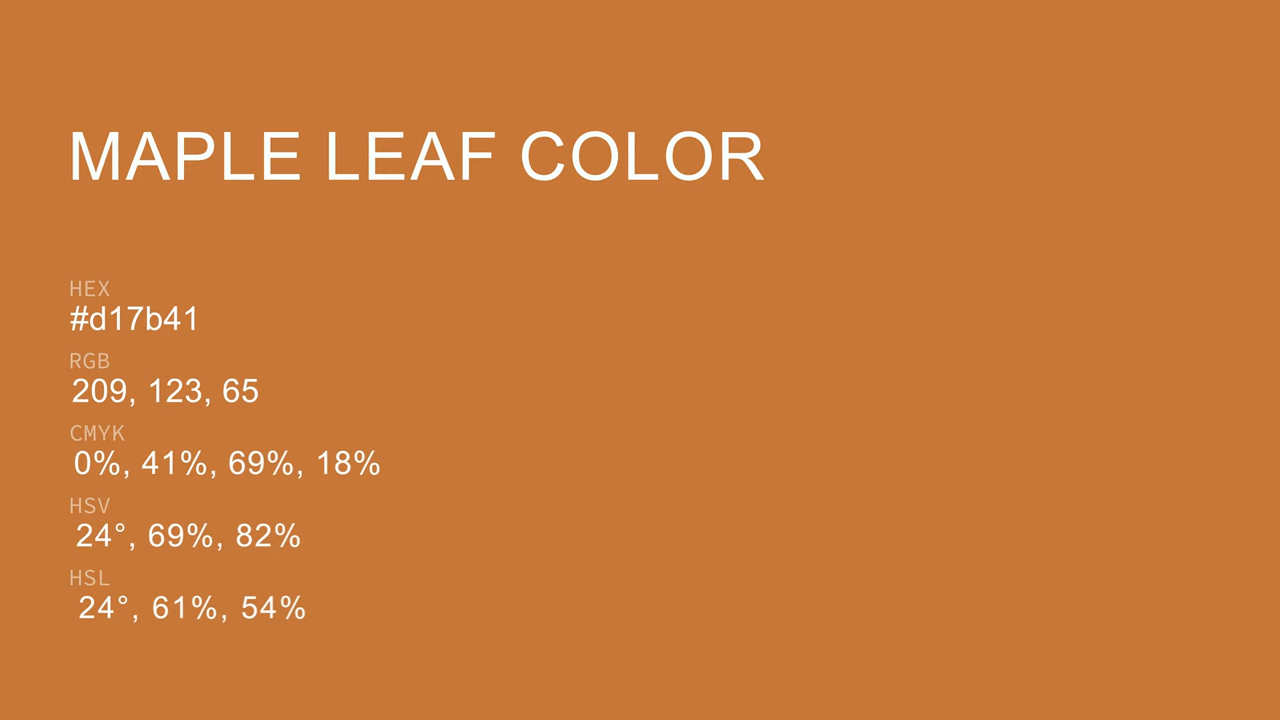 MAPLE LEAF COLOR
HEX
#d17b41
RGB
209, 123, 65
CMYK
0%, 41%, 69%, 18%
HSV
24°, 69%, 82%
HSL
24°, 61%, 54%